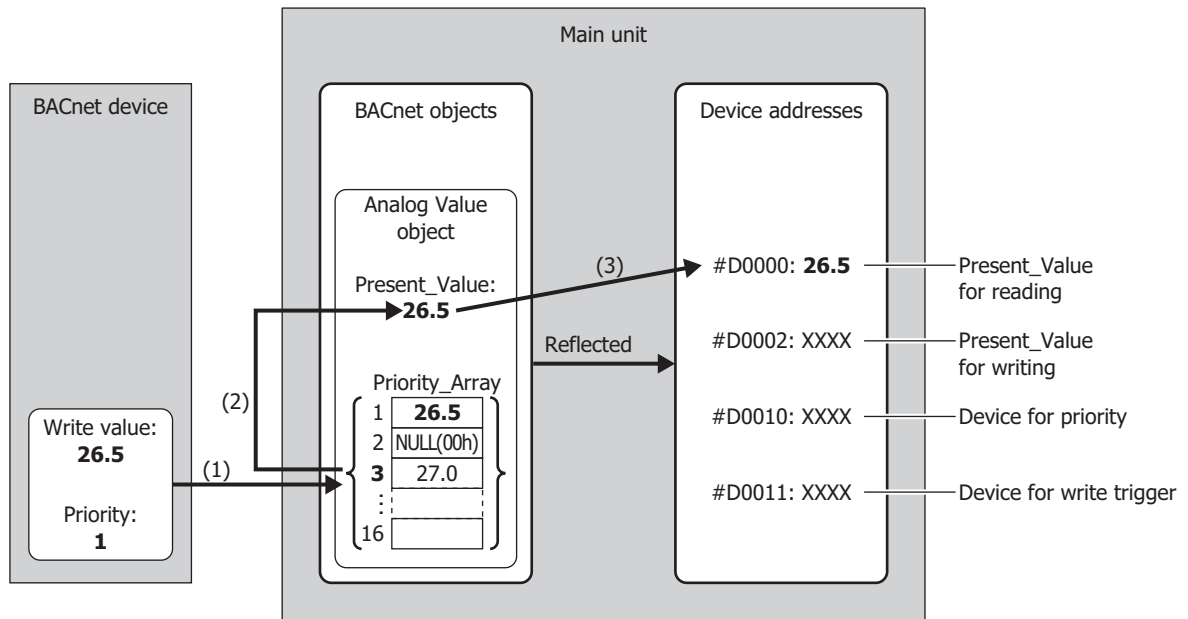 Main unit
BACnet device
BACnet objects
Device addresses
Analog Value
object
Present_Value:
26.5
(3)
#D0000: 26.5
Present_Value
for reading
Reflected
#D0002: XXXX
Present_Value
for writing
(2)
Priority_Array
1 26.5
2 NULL(00h)
3 27.0
:
16
#D0010: XXXX
Device for priority
#D0011: XXXX
Device for write trigger
Write value:
26.5
(1)
Priority:
1